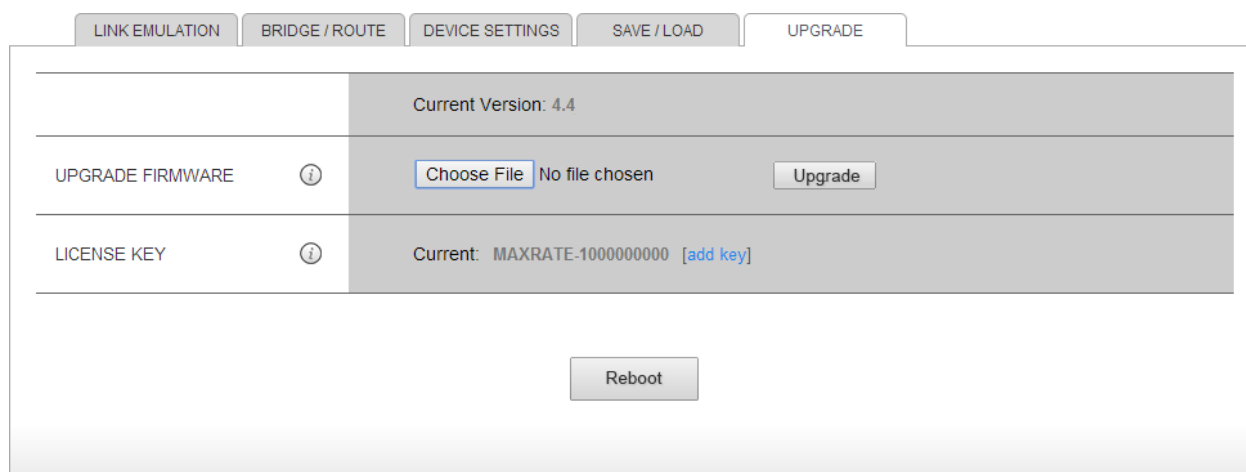 LINK EMULATION BRIDGE / ROUTE DEVICE SETTINGS SAVE / LOAD UPGRADE
Current Version: 4.4
UPGRADE FIRMWARE i Choose File No file chosen Upgrade
LICENSE KEY i Current: MAXRATE-1000000000 [add key]
Reboot